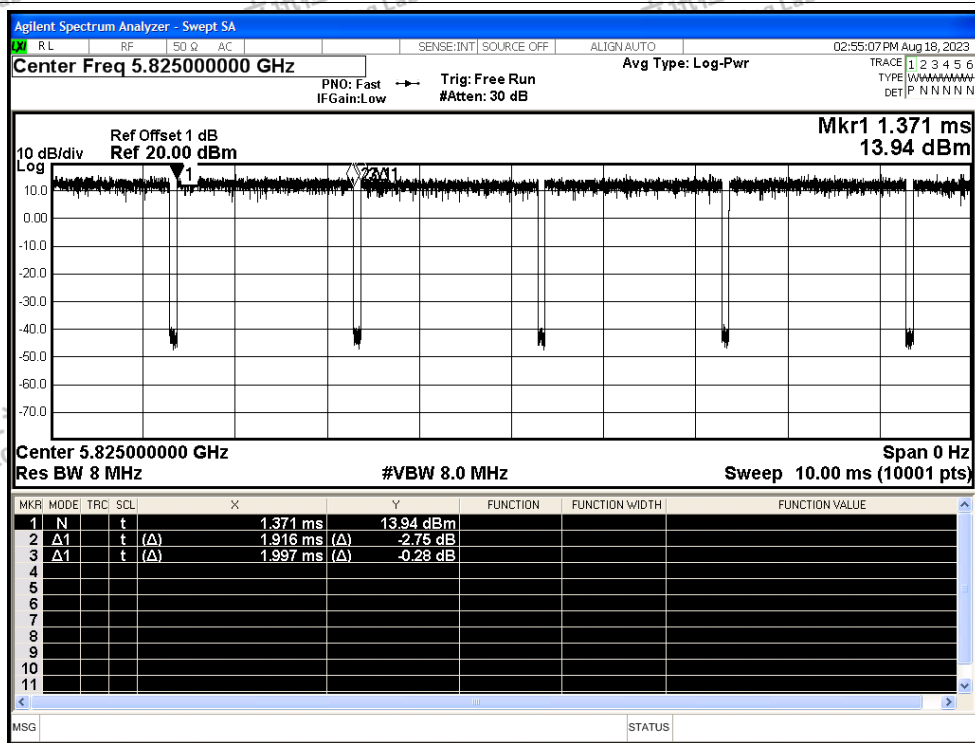 Agilent Spectrum Analyzer - Swept SA
LXI RL RF 50 Ω AC SENSE:INT SOURCE OFF ALIGN AUTO 02:55:07 PM Aug 18, 2023
Center Freq 5.825000000 GHz PNO: Fast Trig: Free Run Avg Type: Log-Pwr TRACE 1 2 3 4 5 6
TYPE WWWWWW
IFGain:Low #Atten: 30 dB DET P N N N N N
Mkr1 1.371 ms
Ref Offset 1 dB
10 dB/div Ref 20.00 dBm 13.94 dBm
Log
1
10.0
0.00
-10.0
-20.0
-30.0
-40.0
-50.0
-60.0
-70.0
Center 5.825000000 GHz Span 0 Hz
Res BW 8 MHz #VBW 8.0 MHz Sweep 10.00 ms (10001 pts)
MKR MODE TRC SCL X Y FUNCTION FUNCTION WIDTH FUNCTION VALUE
1 N t 1.371 ms 13.94 dBm
2 Δ1 t (Δ) 1.916 ms (Δ) -2.75 dB
3 Δ1 t (Δ) 1.997 ms (Δ) -0.28 dB
4
5
6
7
8
9
10
11
MSG STATUS